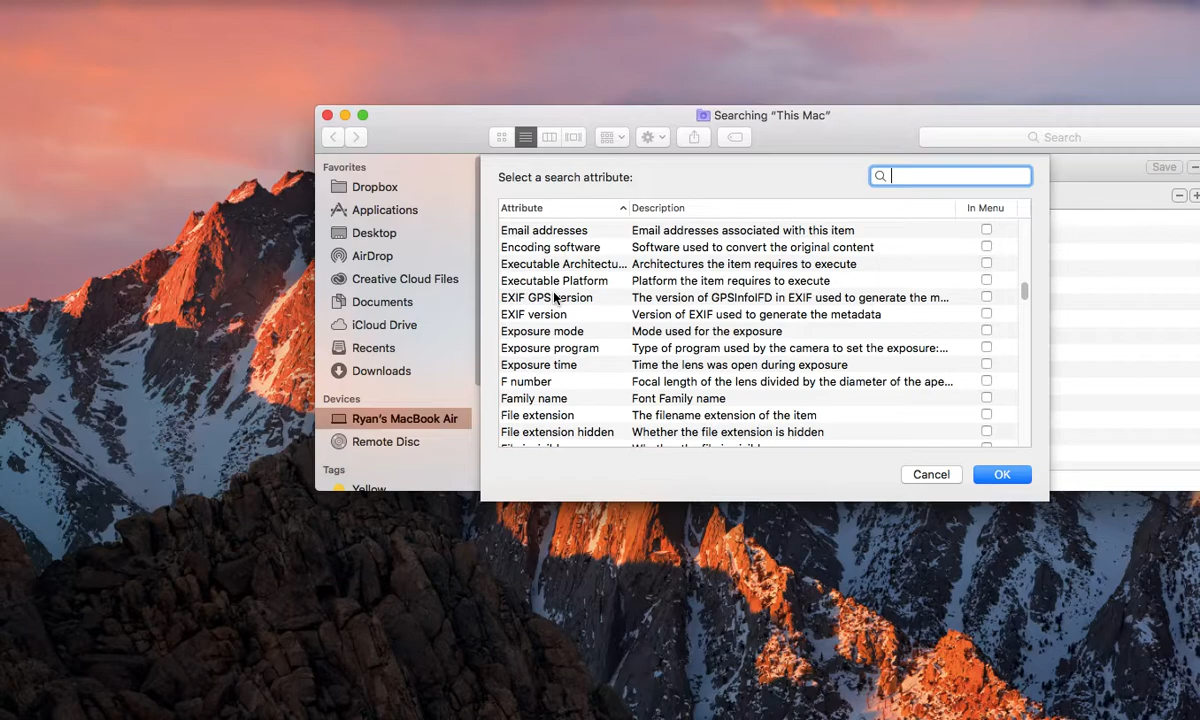 Searching “This Mac”
Search
Favorites
Dropbox
Applications
Desktop
AirDrop
Creative Cloud Files
Documents
iCloud Drive
Recents
Downloads
Devices
Ryan’s MacBook Air
Remote Disc
Tags
Yellow
Select a search attribute:
Attribute Description In Menu
Email addresses Email addresses associated with this item
Encoding software Software used to convert the original content
Executable Architectu... Architectures the item requires to execute
Executable Platform Platform the item requires to execute
EXIF GPS version The version of GPSInfoIFD in EXIF used to generate the m...
EXIF version Version of EXIF used to generate the metadata
Exposure mode Mode used for the exposure
Exposure program Type of program used by the camera to set the exposure:...
Exposure time Time the lens was open during exposure
F number Focal length of the lens divided by the diameter of the ape...
Family name Font Family name
File extension The filename extension of the item
File extension hidden Whether the file extension is hidden
Cancel OK
Save